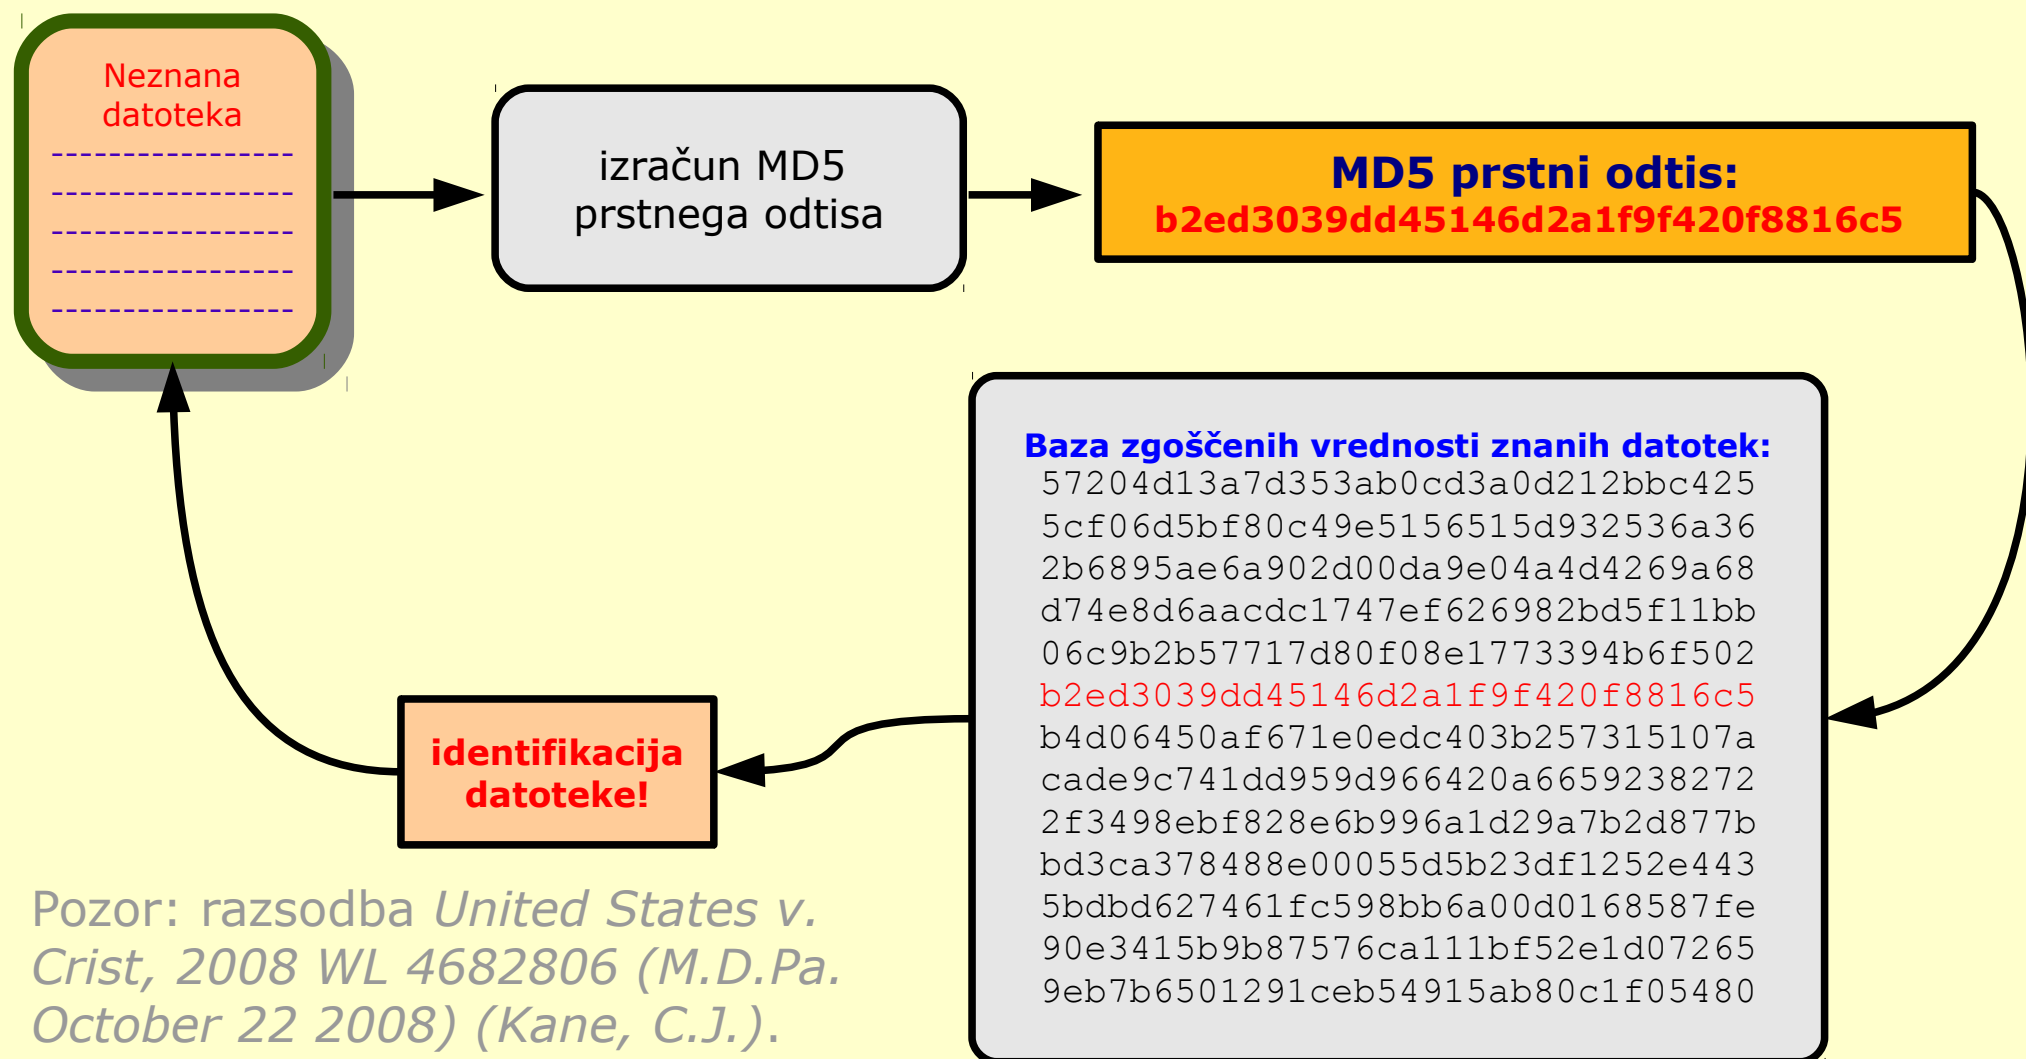 Neznana
datoteka
-----------------
-----------------
-----------------
-----------------
-----------------
izračun MD5
prstnega odtisa
MD5 prstni odtis:
b2ed3039dd45146d2a1f9f420f8816c5
Baza zgoščenih vrednosti znanih datotek:
57204d13a7d353ab0cd3a0d212bbc425
5cf06d5bf80c49e5156515d932536a36
2b6895ae6a902d00da9e04a4d4269a68
d74e8d6aacdc1747ef626982bd5f11bb
06c9b2b57717d80f08e1773394b6f502
b2ed3039dd45146d2a1f9f420f8816c5
b4d06450af671e0edc403b257315107a
cade9c741dd959d966420a6659238272
2f3498ebf828e6b996a1d29a7b2d877b
bd3ca378488e00055d5b23df1252e443
5bdbd627461fc598bb6a00d0168587fe
90e3415b9b87576ca111bf52e1d07265
9eb7b6501291ceb54915ab80c1f05480
identifikacija
datoteke!
Pozor: razsodba United States v.
Crist, 2008 WL 4682806 (M.D.Pa.
October 22 2008) (Kane, C.J.).